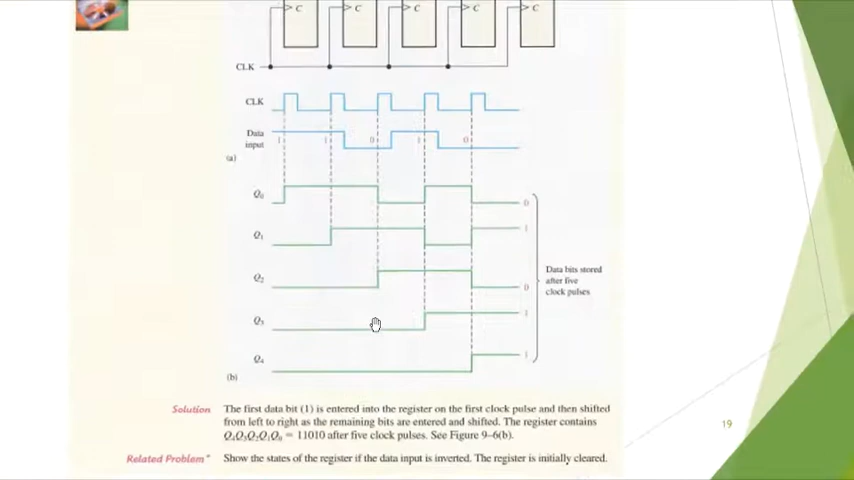 C C C C C
CLK
CLK
Data
input
1 1 0 1 0
(a)
Q0
0
Q1
1
Q2
0
Data bits stored
after five
clock pulses
Q3
1
Q4
1
(b)
Solution The first data bit (1) is entered into the register on the first clock pulse and then shifted
from left to right as the remaining bits are entered and shifted. The register contains
Q4Q3Q2Q1Q0 = 11010 after five clock pulses. See Figure 9–6(b).
Related Problem* Show the states of the register if the data input is inverted. The register is initially cleared.
19